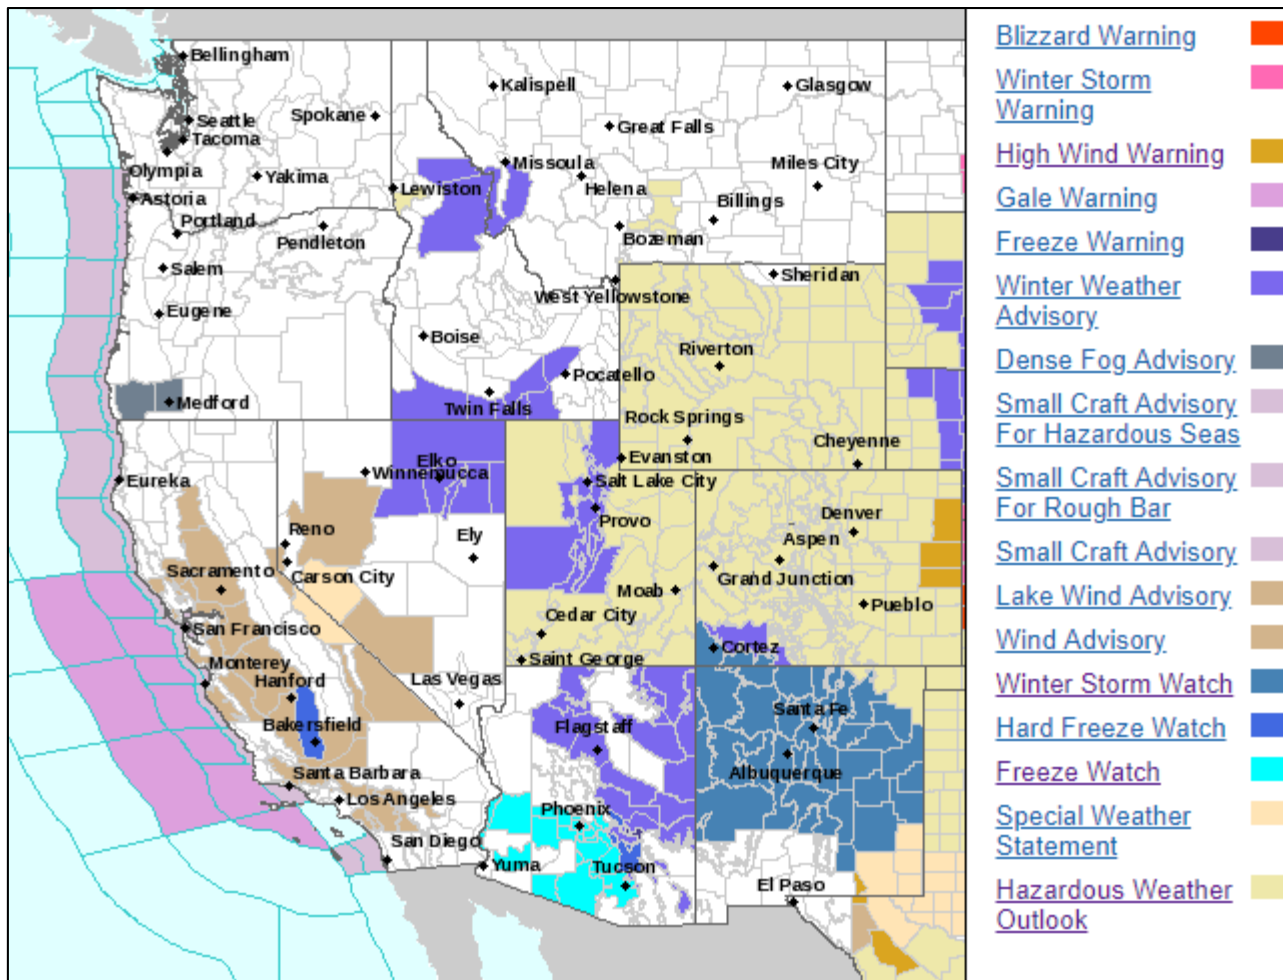 Bellingham
Kalispell
Glasgow
Seattle
Spokane
Great Falls
Tacoma
Olympia
Missoula
Miles City
Yakima
Helena
Lewiston
Astoria
Billings
Portland
Pendleton
Bozeman
Salem
Sheridan
West Yellowstone
Eugene
Boise
Riverton
Pocatello
Medford
Twin Falls
Rock Springs
Cheyenne
Elko
Evanston
Winnemucca
Eureka
Salt Lake City
Provo
Denver
Reno
Ely
Aspen
Sacramento
Carson City
Grand Junction
Moab
Pueblo
Cedar City
San Francisco
Cortez
Saint George
Monterey
Hanford
Las Vegas
Santa Fe
Bakersfield
Flagstaff
Albuquerque
Santa Barbara
Los Angeles
Phoenix
San Diego
Yuma
Tucson
El Paso
Blizzard Warning
Winter Storm
Warning
High Wind Warning
Gale Warning
Freeze Warning
Winter Weather
Advisory
Dense Fog Advisory
Small Craft Advisory
For Hazardous Seas
Small Craft Advisory
For Rough Bar
Small Craft Advisory
Lake Wind Advisory
Wind Advisory
Winter Storm Watch
Hard Freeze Watch
Freeze Watch
Special Weather
Statement
Hazardous Weather
Outlook